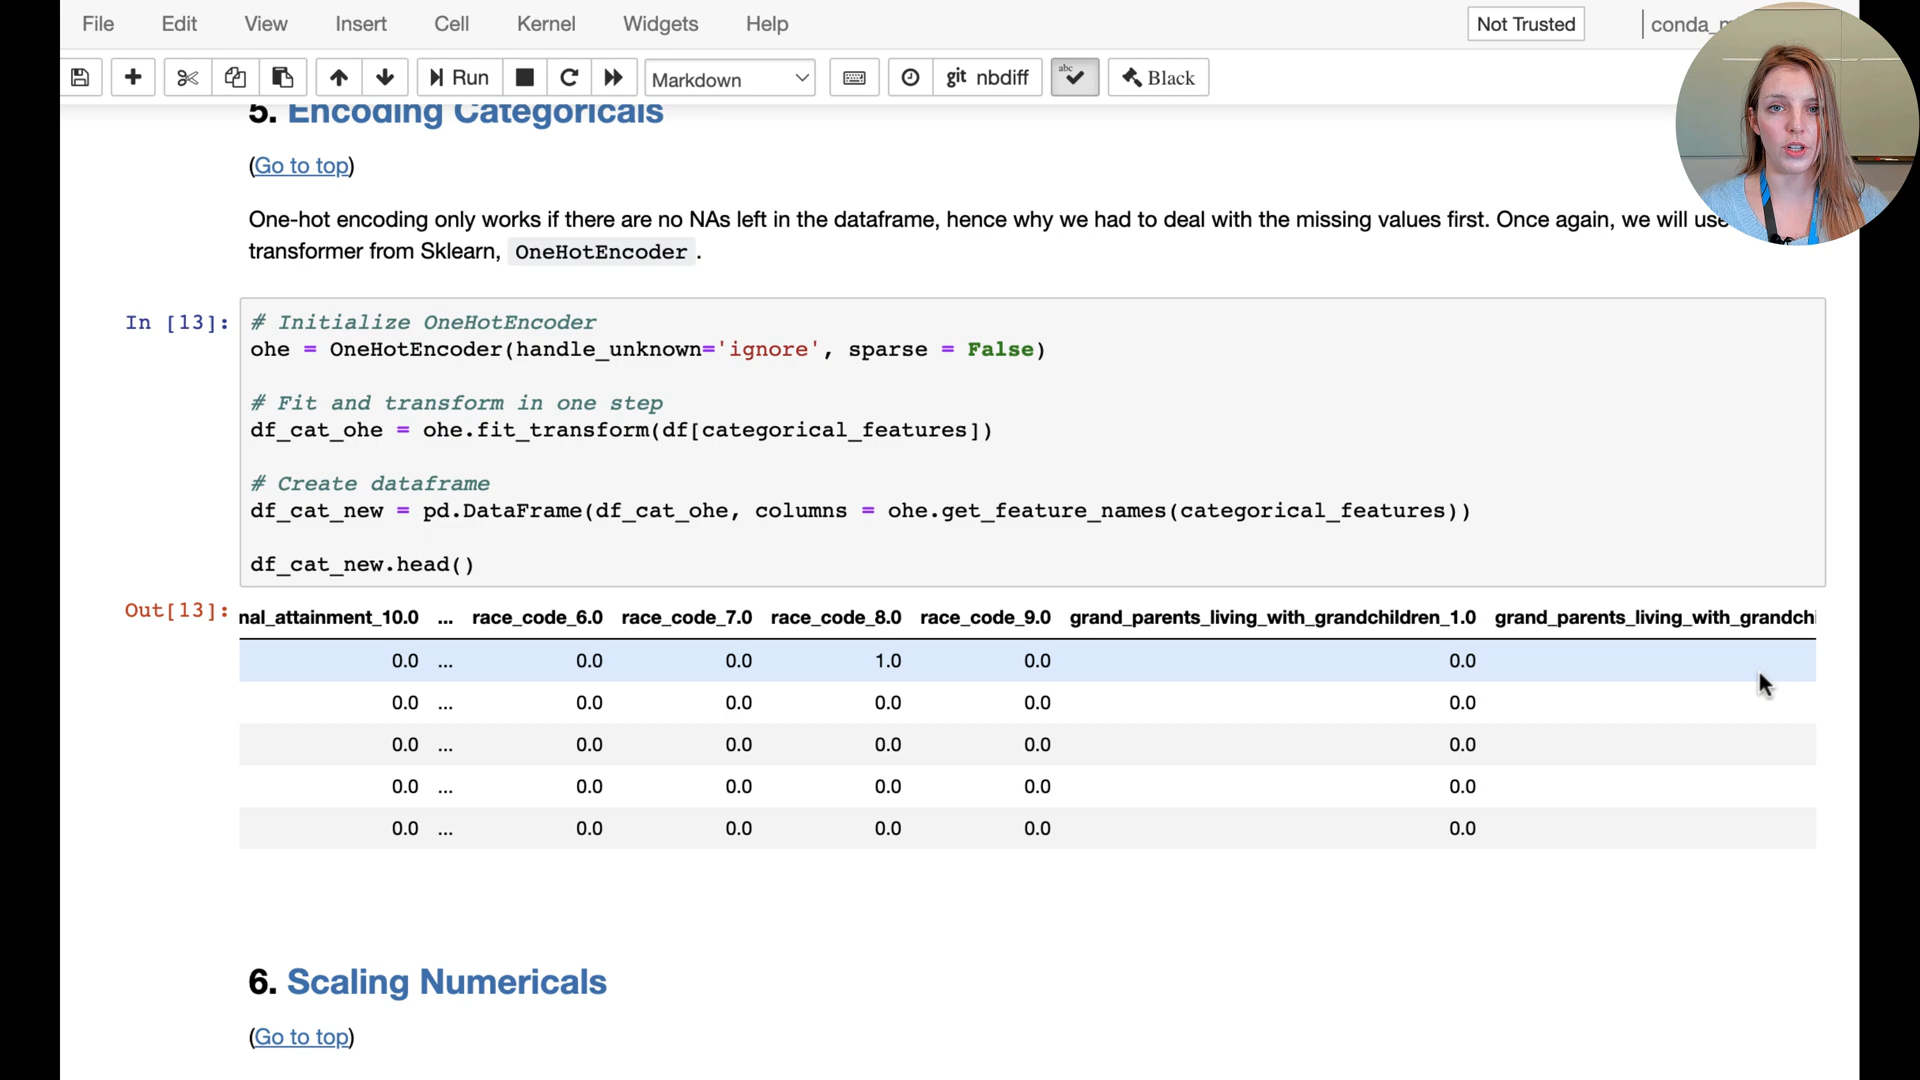 File Edit View Insert Cell Kernel Widgets Help Not Trusted conda_
Run Markdown abc git nbdiff Black
5. Encoding Categoricals
(Go to top)
One-hot encoding only works if there are no NAs left in the dataframe, hence why we had to deal with the missing values first. Once again, we will use
transformer from Sklearn, OneHotEncoder .
In [13]:
# Initialize OneHotEncoder
ohe = OneHotEncoder(handle_unknown='ignore', sparse = False)
# Fit and transform in one step
df_cat_ohe = ohe.fit_transform(df[categorical_features])
# Create dataframe
df_cat_new = pd.DataFrame(df_cat_ohe, columns = ohe.get_feature_names(categorical_features))
df_cat_new.head()
Out[13]:
nal_attainment_10.0 ... race_code_6.0 race_code_7.0 race_code_8.0 race_code_9.0 grand_parents_living_with_grandchildren_1.0 grand_parents_living_with_grandchi
0.0 ... 0.0 0.0 1.0 0.0 0.0
0.0 ... 0.0 0.0 0.0 0.0 0.0
0.0 ... 0.0 0.0 0.0 0.0 0.0
0.0 ... 0.0 0.0 0.0 0.0 0.0
0.0 ... 0.0 0.0 0.0 0.0 0.0
6. Scaling Numericals
(Go to top)